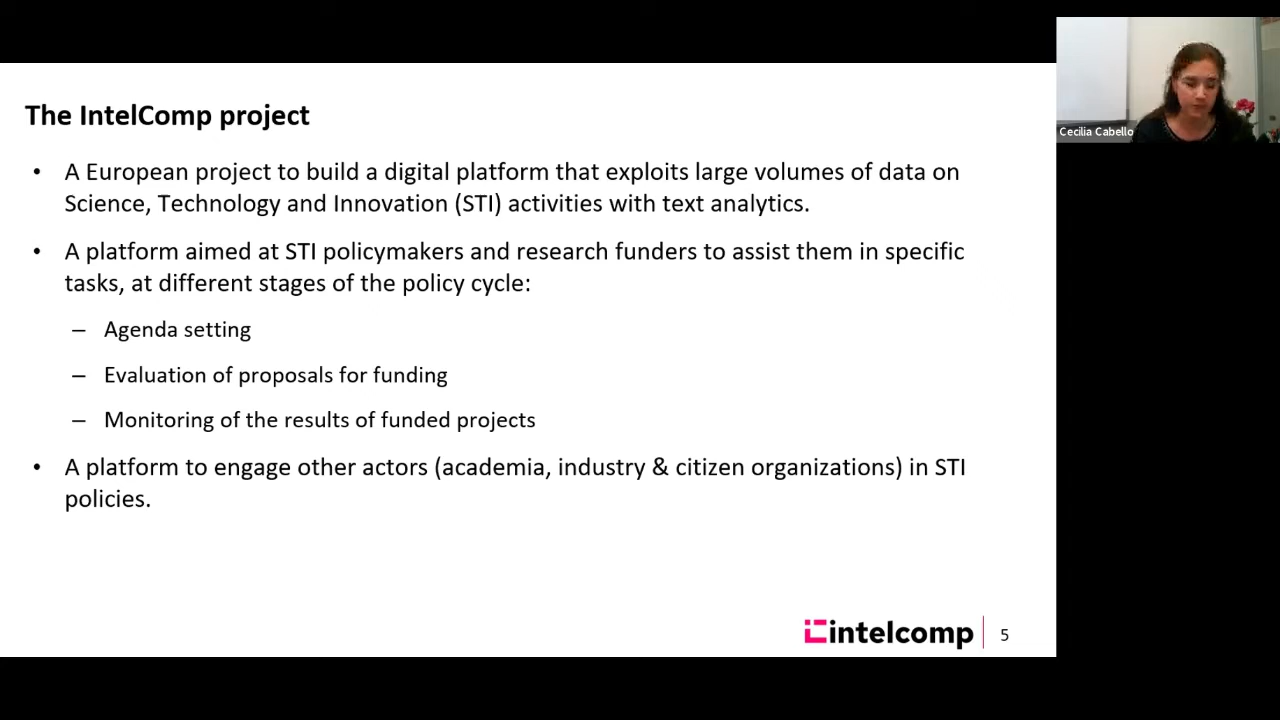 The IntelComp project
• A European project to build a digital platform that exploits large volumes of data on
Science, Technology and Innovation (STI) activities with text analytics.
• A platform aimed at STI policymakers and research funders to assist them in specific
tasks, at different stages of the policy cycle:
– Agenda setting
– Evaluation of proposals for funding
– Monitoring of the results of funded projects
• A platform to engage other actors (academia, industry & citizen organizations) in STI
policies.
intelcomp
5
Cecilia Cabello